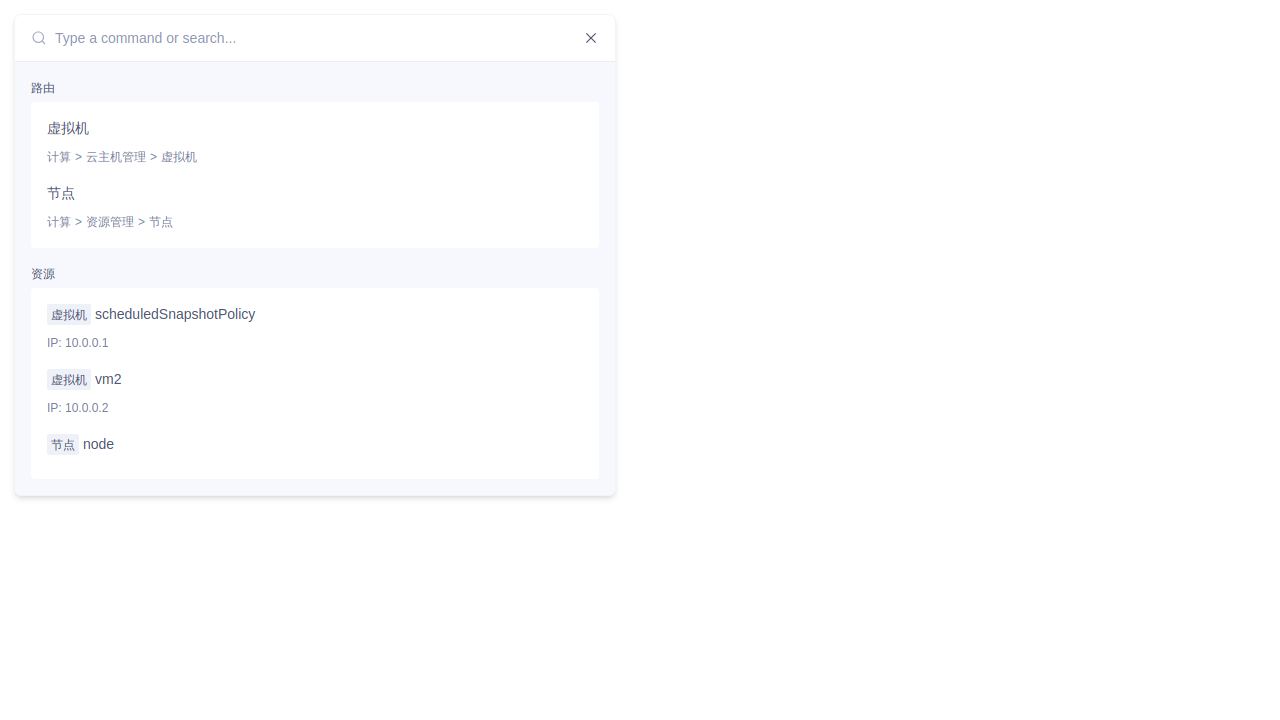 Type a command or search...
路由
虚拟机
计算 > 云主机管理 > 虚拟机
节点
计算 > 资源管理 > 节点
资源
虚拟机 scheduledSnapshotPolicy
IP: 10.0.0.1
虚拟机 vm2
IP: 10.0.0.2
节点 node